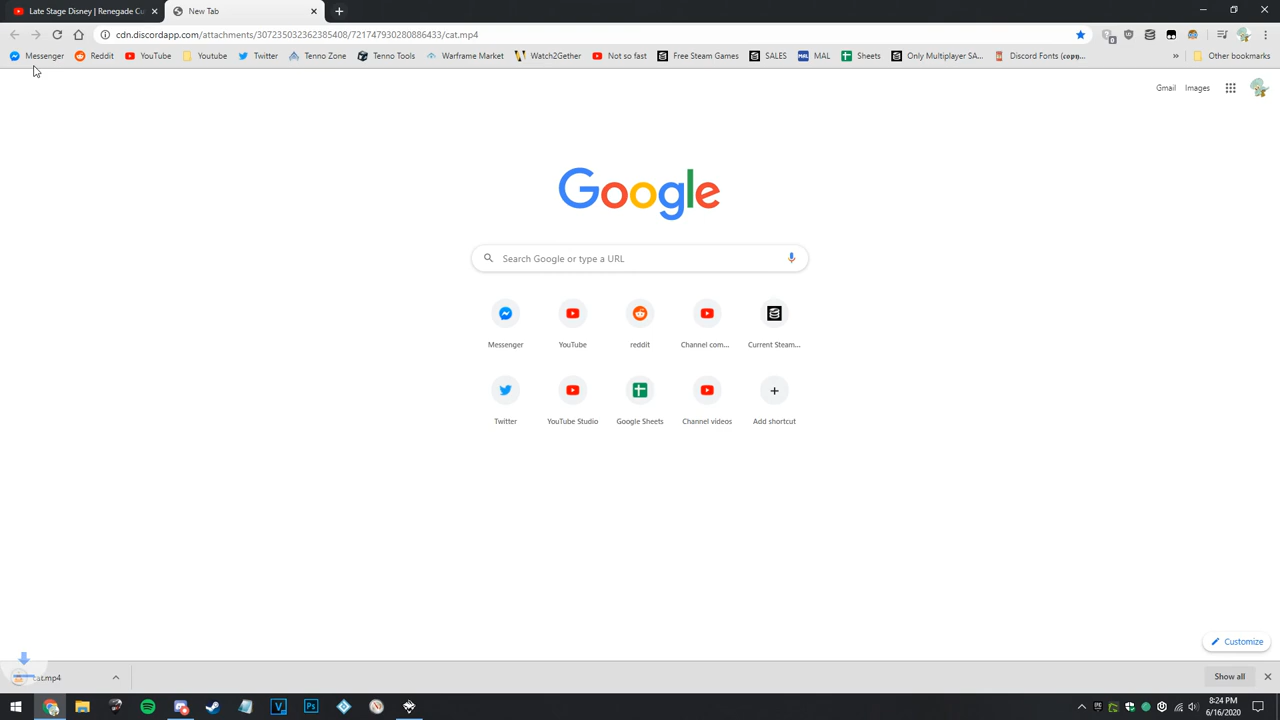 Late Stage Disney | Renegade Cu
New Tab
cdn.discordapp.com/attachments/307235032362385408/721747930280886433/cat.mp4
Messenger Reddit YouTube Youtube Twitter Tenno Zone Tenno Tools Warframe Market Watch2Gether Not so fast Free Steam Games SALES MAL Sheets Only Multiplayer SA... Discord Fonts (copy... » Other bookmarks
Gmail Images
Google
Search Google or type a URL
Messenger YouTube reddit Channel com... Current Steam...
Twitter YouTube Studio Google Sheets Channel videos Add shortcut
Customize
cat.mp4 Show all
8:24 PM
6/16/2020